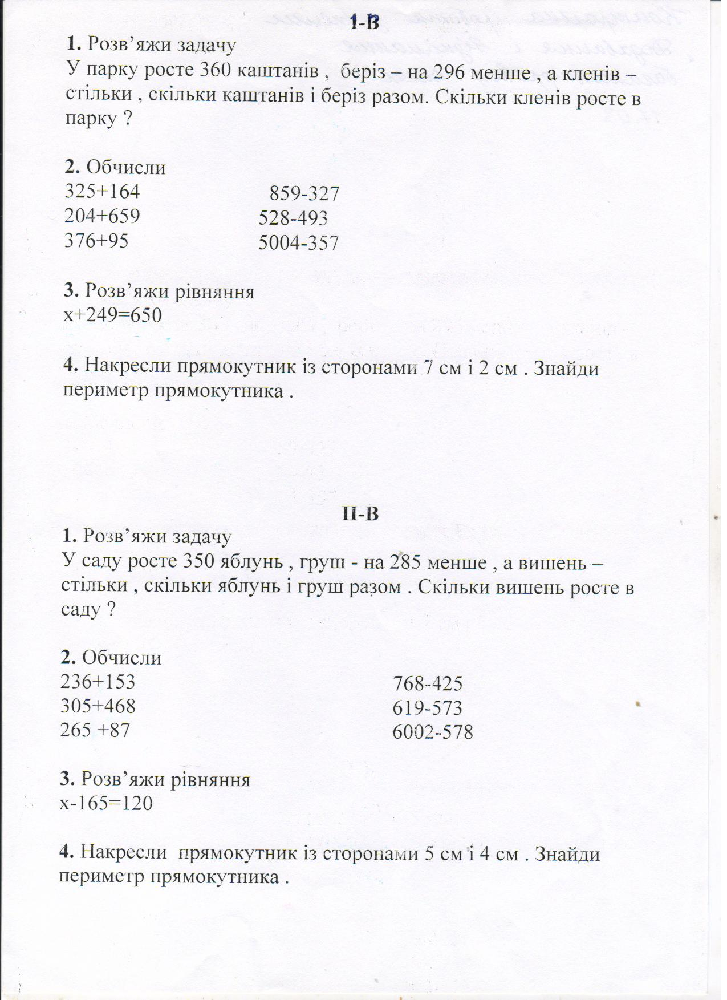 I-В
1. Розв’яжи задачу
У парку росте 360 каштанів , беріз – на 296 менше , а кленів –
стільки , скільки каштанів і беріз разом. Скільки кленів росте в
парку ?
2. Обчисли
325+164 859-327
204+659 528-493
376+95 5004-357
3. Розв’яжи рівняння
х+249=650
4. Накресли прямокутник із сторонами 7 см і 2 см . Знайди
периметр прямокутника .
II-В
1. Розв’яжи задачу
У саду росте 350 яблунь , груш - на 285 менше , а вишень –
стільки , скільки яблунь і груш разом . Скільки вишень росте в
саду ?
2. Обчисли
236+153 768-425
305+468 619-573
265 +87 6002-578
3. Розв’яжи рівняння
х-165=120
4. Накресли прямокутник із сторонами 5 см і 4 см . Знайди
периметр прямокутника .